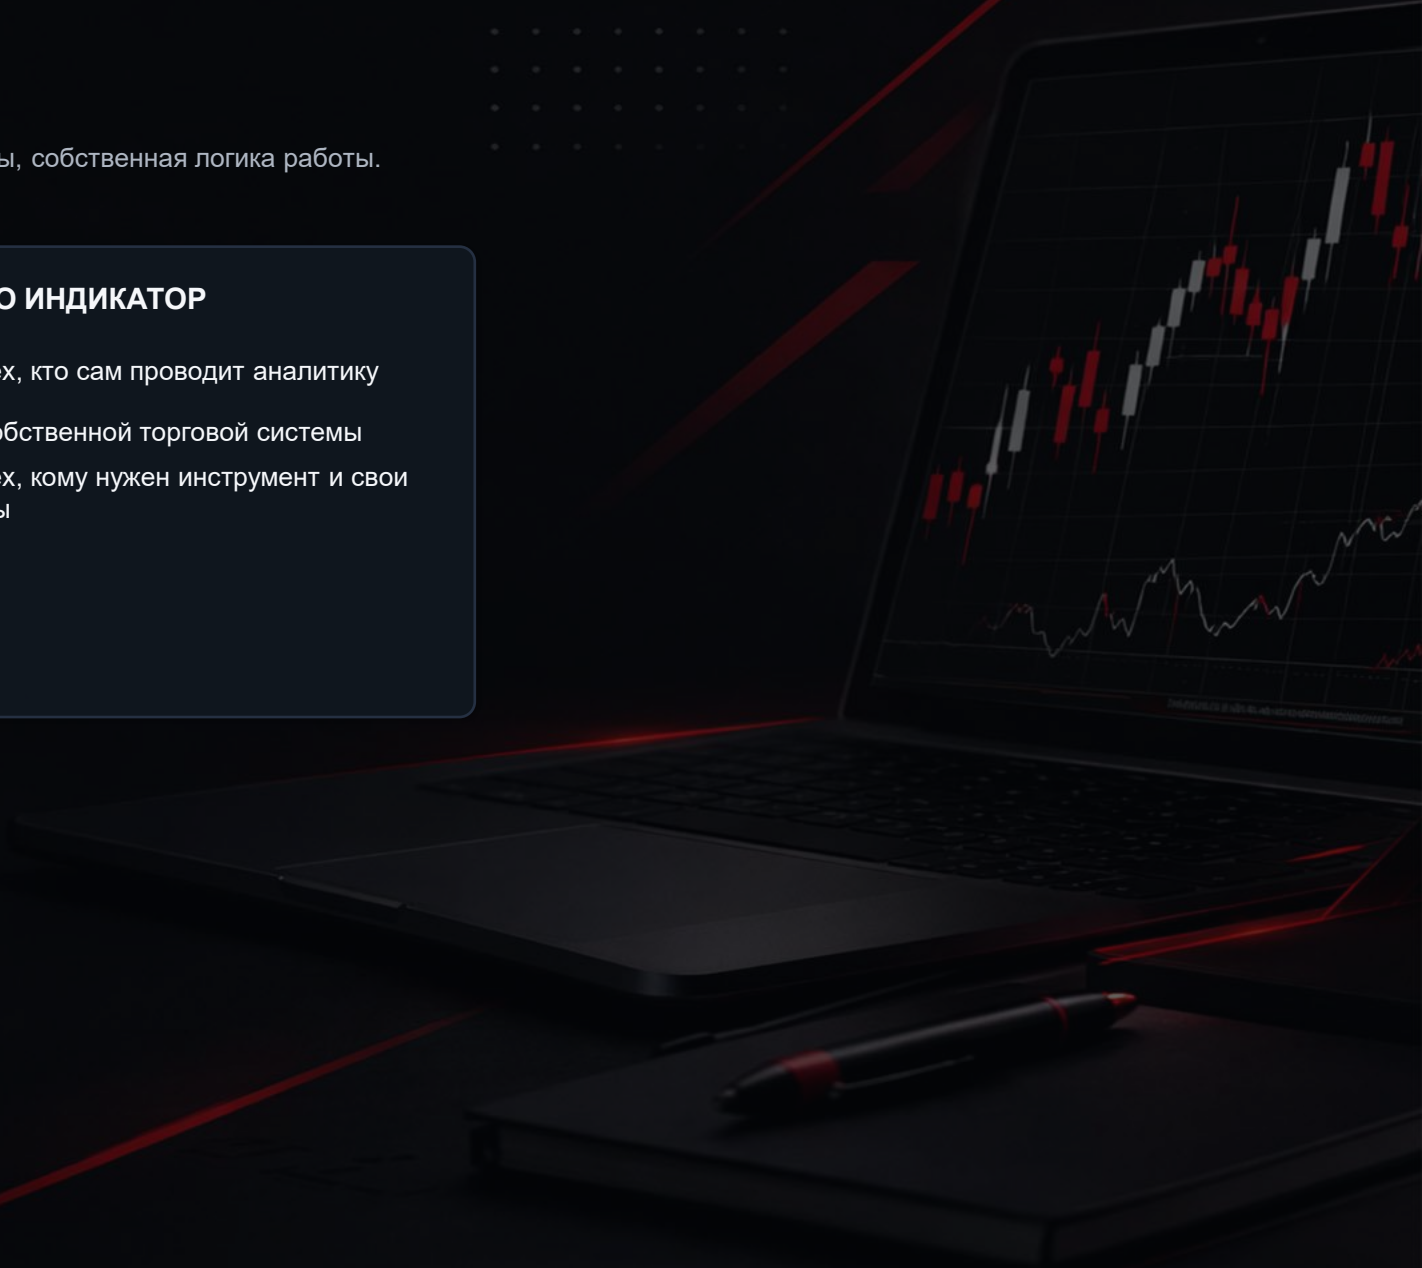 ы, собственная логика работы.
О ИНДИКАТОР
ех, кто сам проводит аналитику
обственной торговой системы
ех, кому нужен инструмент и свои
ы